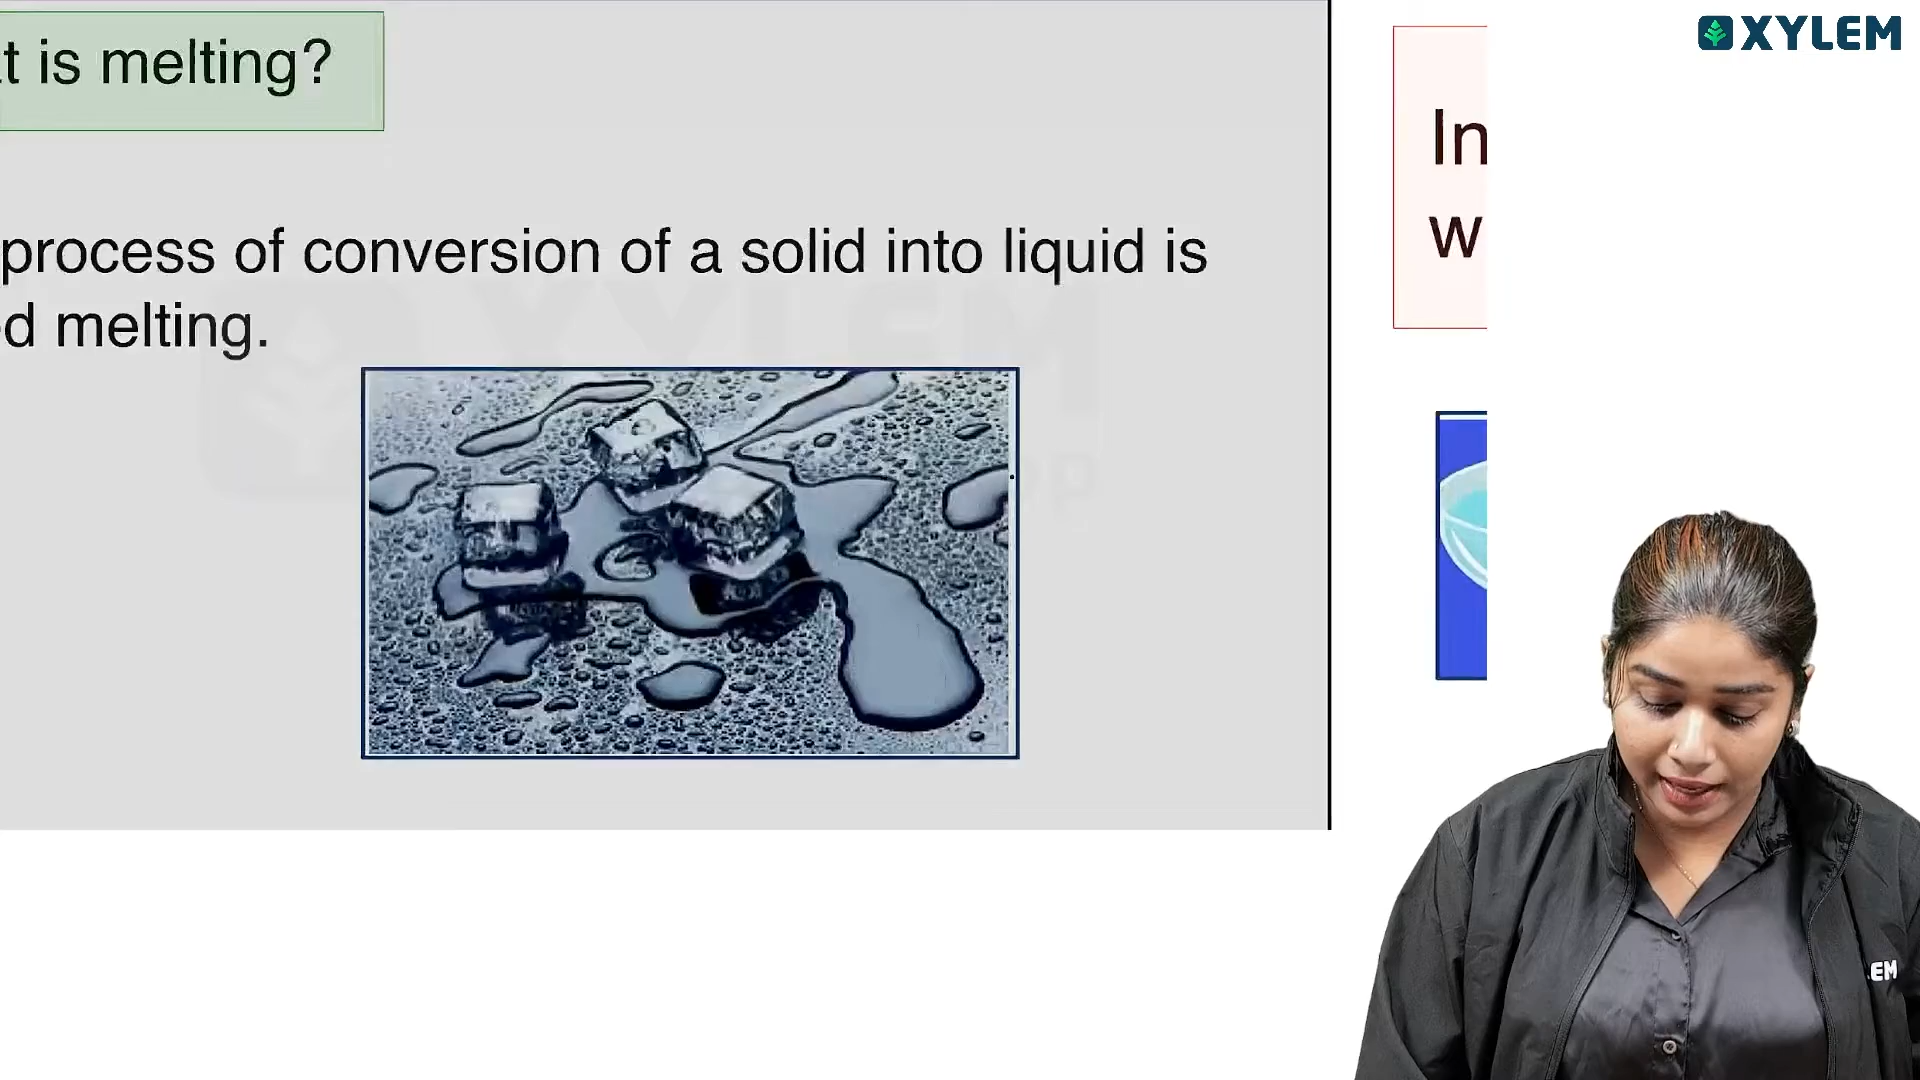 t is melting?
process of conversion of a solid into liquid is
d melting.
In
w
XYLEM
EM